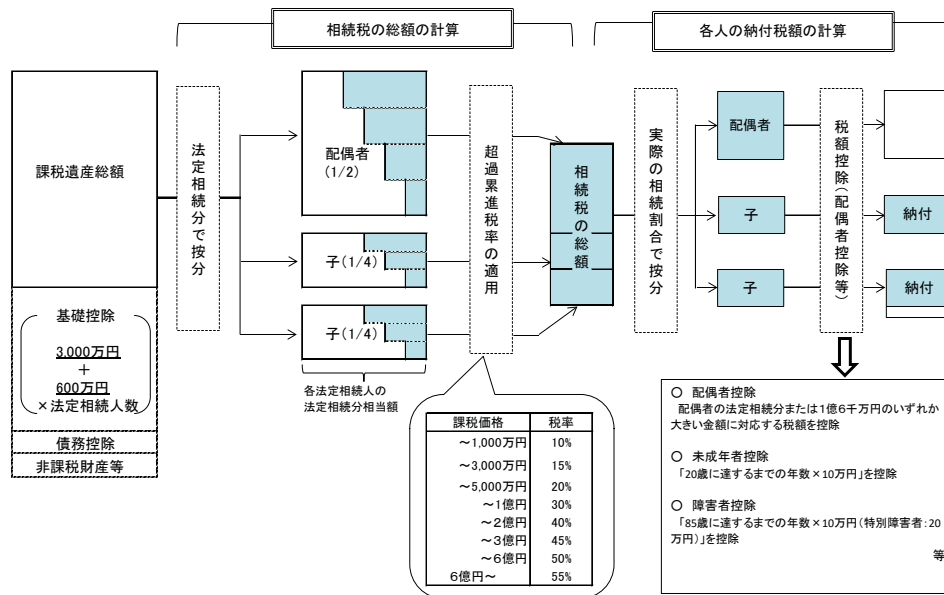 相続税の総額の計算
各人の納付税額の計算
課税遺産総額
基礎控除
3,000万円
+
600万円
×法定相続人数
債務控除
非課税財産等
法定相続分で按分
配偶者
(1/2)
子(1/4)
子(1/4)
各法定相続人の
法定相続分相当額
超過累進税率の適用
課税価格 税率
~1,000万円 10%
~3,000万円 15%
~5,000万円 20%
~1億円 30%
~2億円 40%
~3億円 45%
~6億円 50%
6億円~ 55%
相続税の総額
実際の相続割合で按分
配偶者
子
子
税額控除(配偶者控除等)
納付
納付
○ 配偶者控除
配偶者の法定相続分または1億6千万円のいずれか
大きい金額に対応する税額を控除
○ 未成年者控除
「20歳に達するまでの年数×10万円」を控除
○ 障害者控除
「85歳に達するまでの年数×10万円(特別障害者:20
万円)」を控除
等